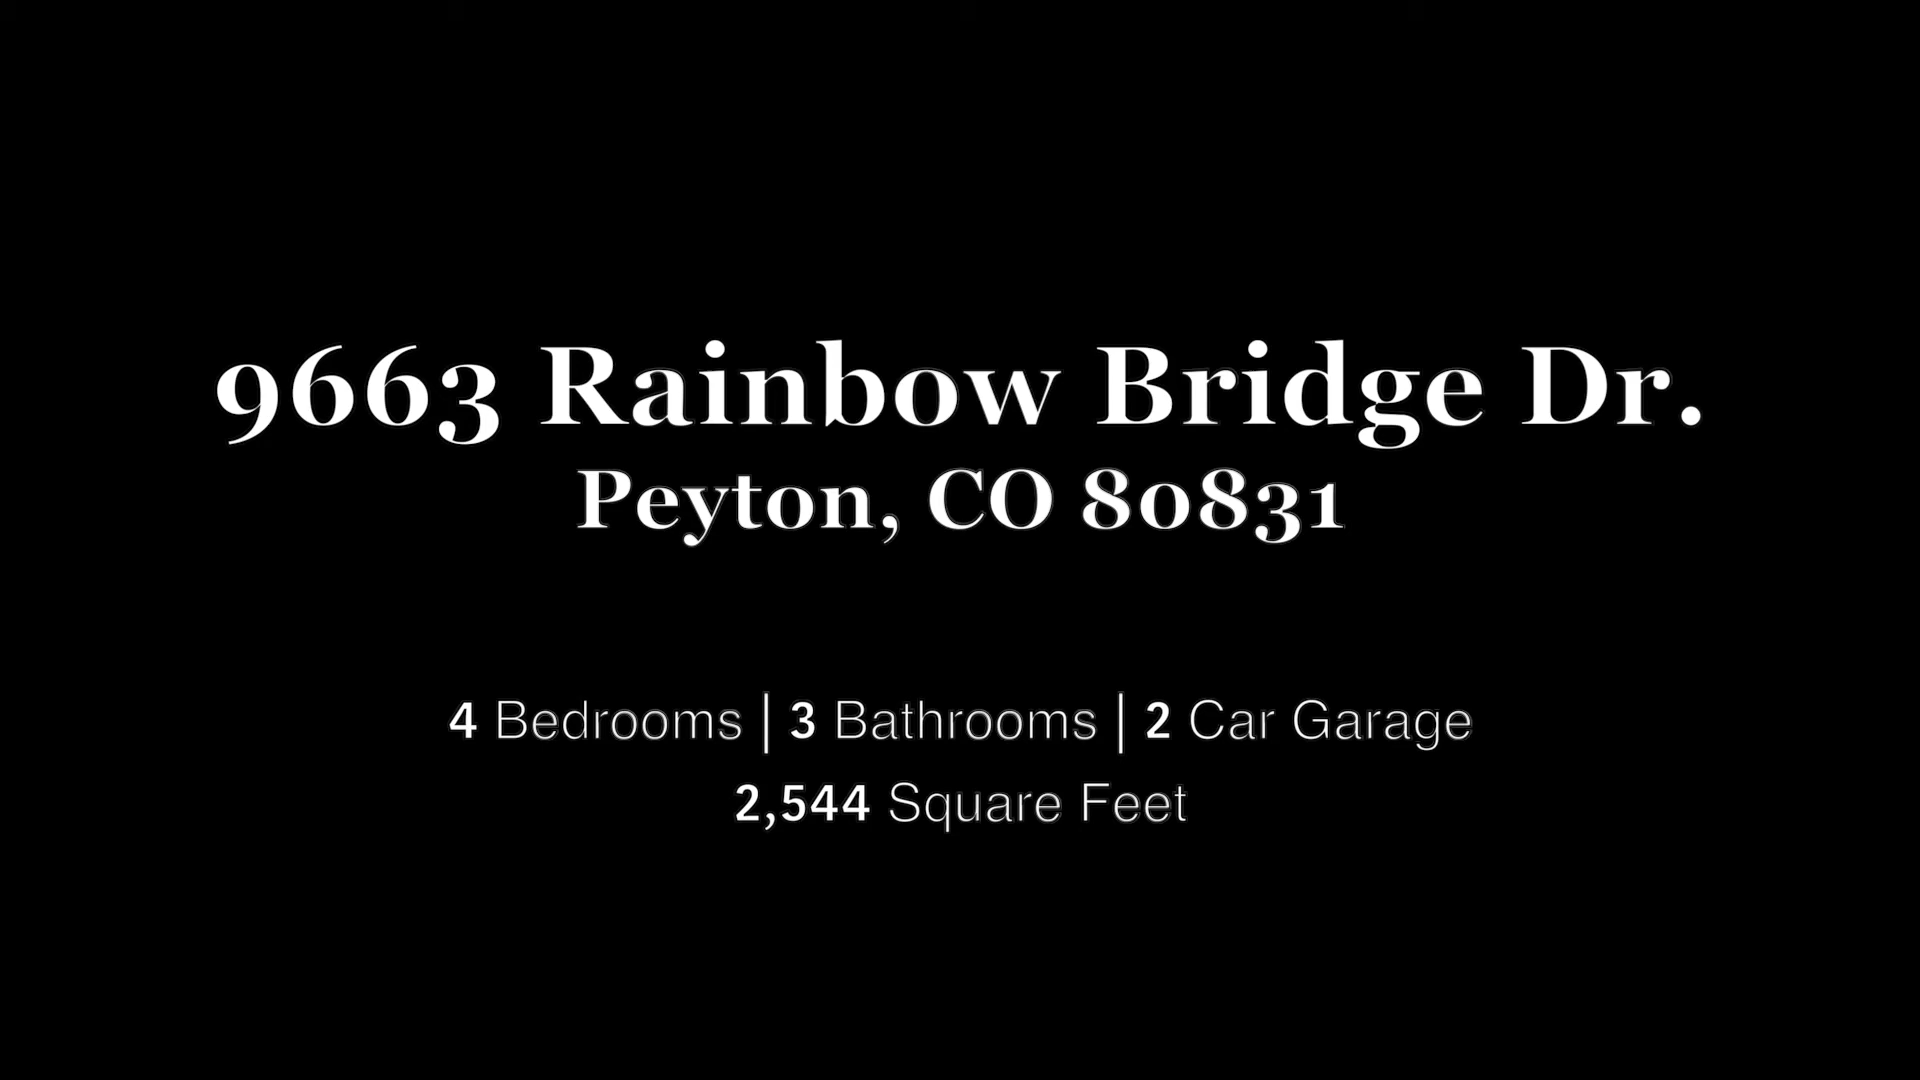 9663 Rainbow Bridge Dr.
Peyton, CO 80831
4 Bedrooms | 3 Bathrooms | 2 Car Garage
2,544 Square Feet